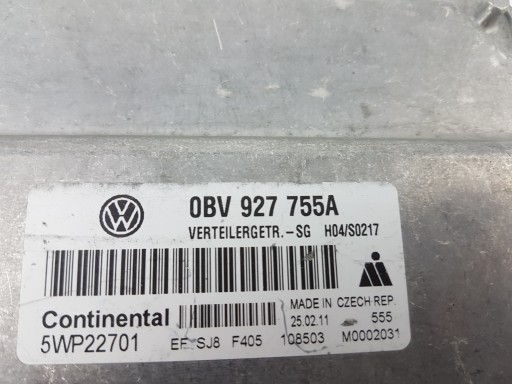 0BV 927 755A
VERTEILERGETR.-SG H04/S0217
MADE IN CZECH REP.
Continental 25.02.11 555
5WP22701 EF SJ8 F405 108503 M0002031